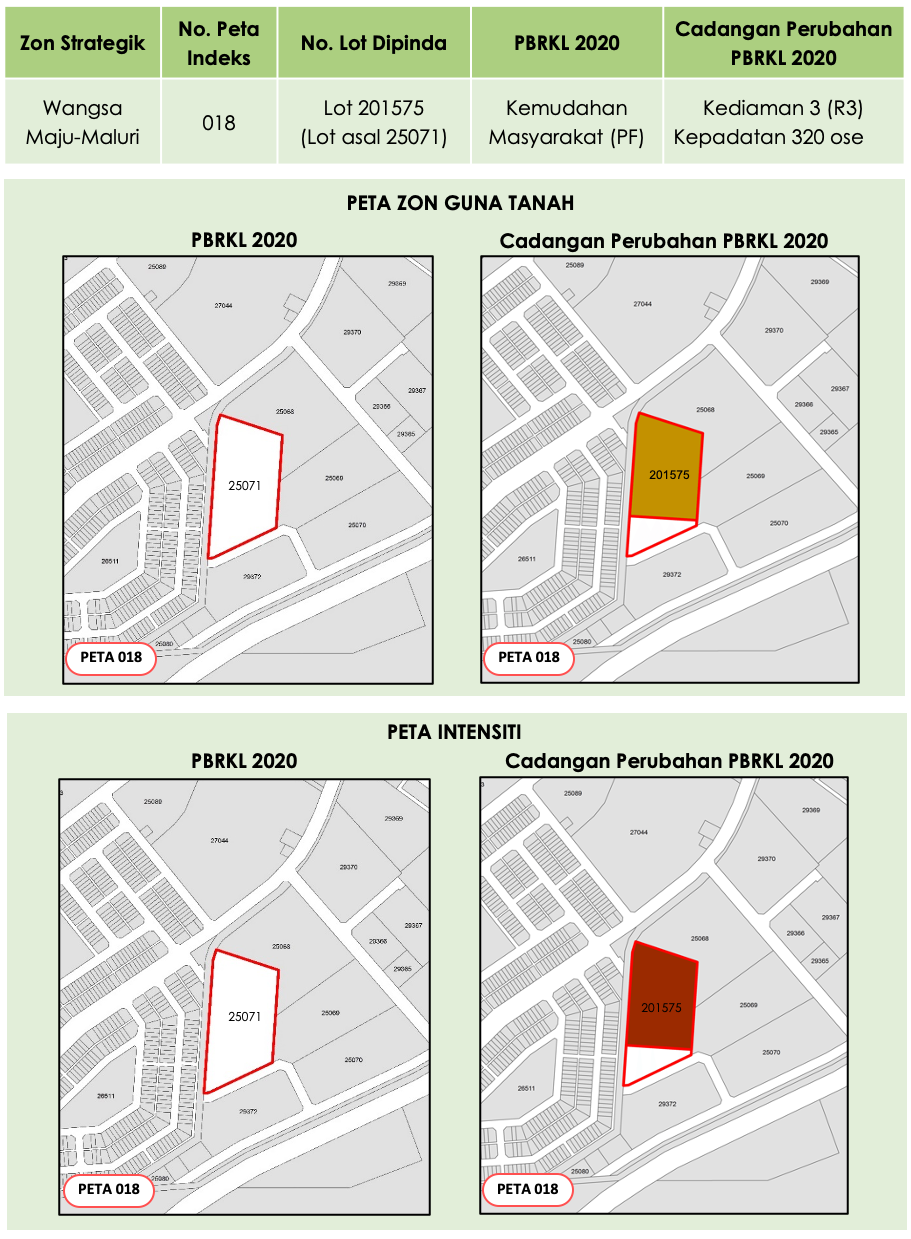 Zon Strategik
No. Peta
Indeks
No. Lot Dipinda
PBRKL 2020
Cadangan Perubahan
PBRKL 2020
Wangsa
Maju-Maluri
018
Lot 201575
(Lot asal 25071)
Kemudahan
Masyarakat (PF)
Kediaman 3 (R3)
Kepadatan 320 ose
PETA ZON GUNA TANAH
PBRKL 2020
25089
27044
29369
29370
29367
29366
29365
25068
25071
25069
25070
26511
29372
25080
PETA 018
Cadangan Perubahan PBRKL 2020
25089
27044
29369
29370
29367
29366
29365
25068
201575
25069
25070
26511
29372
25080
PETA 018
PETA INTENSITI
PBRKL 2020
25089
27044
29369
29370
29367
29366
29365
25068
25071
25069
25070
26511
29372
25080
PETA 018
Cadangan Perubahan PBRKL 2020
25089
27044
29369
29370
29367
29366
29365
25068
201575
25069
25070
26511
29372
25080
PETA 018